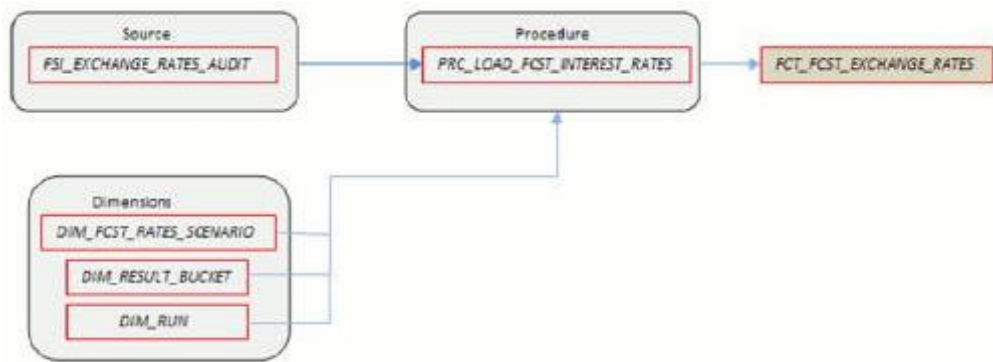 Source
FSI_EXCHANGE_RATES_AUDIT
Procedure
PRC_LOAD_FCST_INTEREST_RATES
FCT_FCST_EXCHANGE_RATES
Dimensions
DIM_FCST_RATES_SCENARIO
DIM_RESULT_BUCKET
DIM_RUN